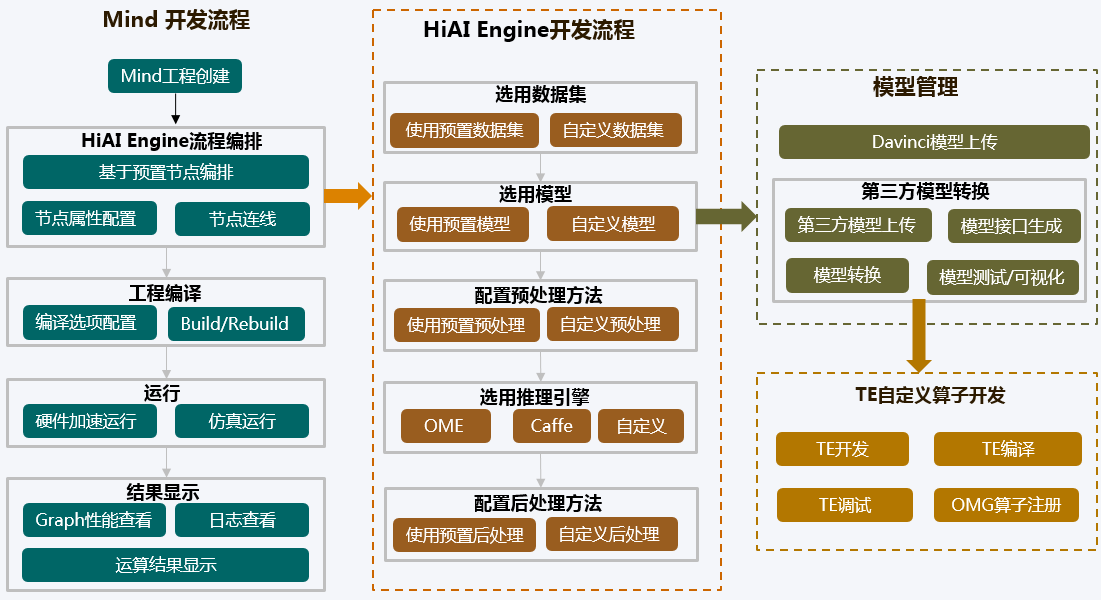 Mind 开发流程
Mind工程创建
HiAI Engine流程编排
基于预置节点编排
节点属性配置
节点连线
工程编译
编译选项配置
Build/Rebuild
运行
硬件加速运行
仿真运行
结果显示
Graph性能查看
日志查看
运算结果显示
HiAI Engine开发流程
选用数据集
使用预置数据集
自定义数据集
选用模型
使用预置模型
自定义模型
配置预处理方法
使用预置预处理
自定义预处理
选用推理引擎
OME
Caffe
自定义
配置后处理方法
使用预置后处理
自定义后处理
模型管理
Davinci模型上传
第三方模型转换
第三方模型上传
模型接口生成
模型转换
模型测试/可视化
TE自定义算子开发
TE开发
TE编译
TE调试
OMG算子注册